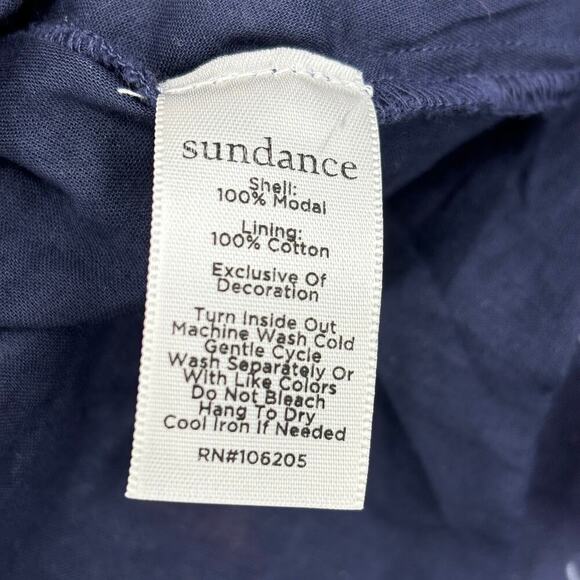 sundance
Shell:
100% Modal
Lining:
100% Cotton
Exclusive Of
Decoration
Turn Inside Out
Machine Wash Cold
Gentle Cycle
Wash Separately Or
With Like Colors
Do Not Bleach
Hang To Dry
Cool Iron If Needed
RN#106205